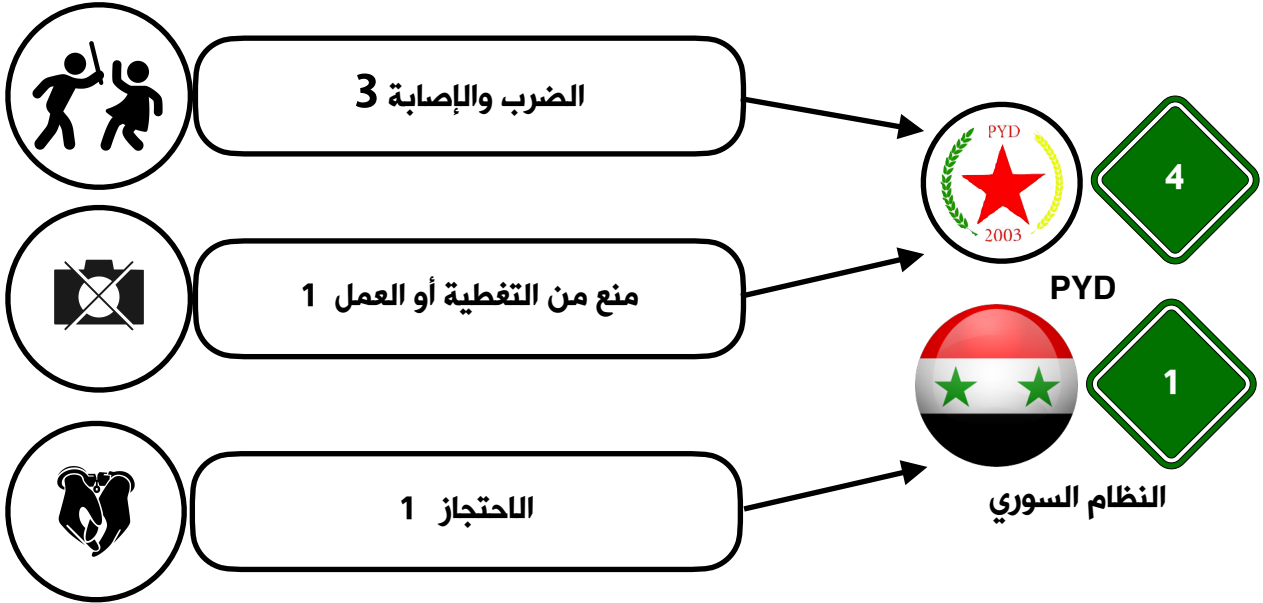 الضرب والإصابة 3
PYD
2003
4
منع من التغطية أو العمل 1
PYD
1
الاحتجاز 1
النظام السوري